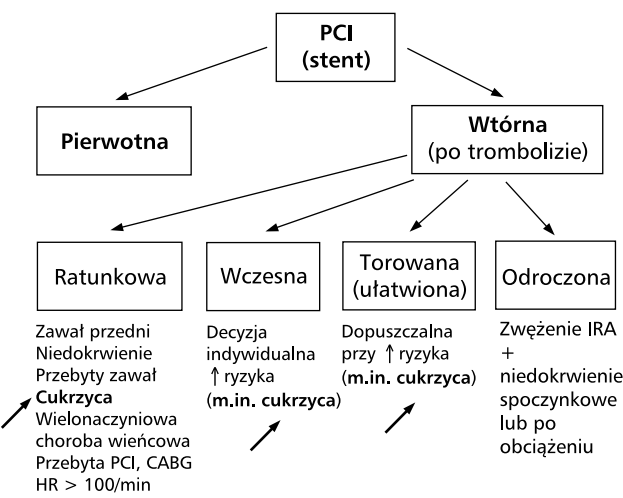 PCI
(stent)
Pierwotna
Wtórna
(po trombolizie)
Ratunkowa
Wczesna
Torowana
(ułatwiona)
Odroczona
Zawał przedni
Niedokrwienie
Przebyty zawał
Cukrzyca
Wielonaczyniowa
choroba wieńcowa
Przebyta PCI, CABG
HR > 100/min
Decyzja
indywidualna
↑ ryzyka
(m.in. cukrzyca)
Dopuszczalna
przy ↑ ryzyka
(m.in. cukrzyca)
Zwężenie IRA
+
niedokrwienie
spoczynkowe
lub po
obciążeniu